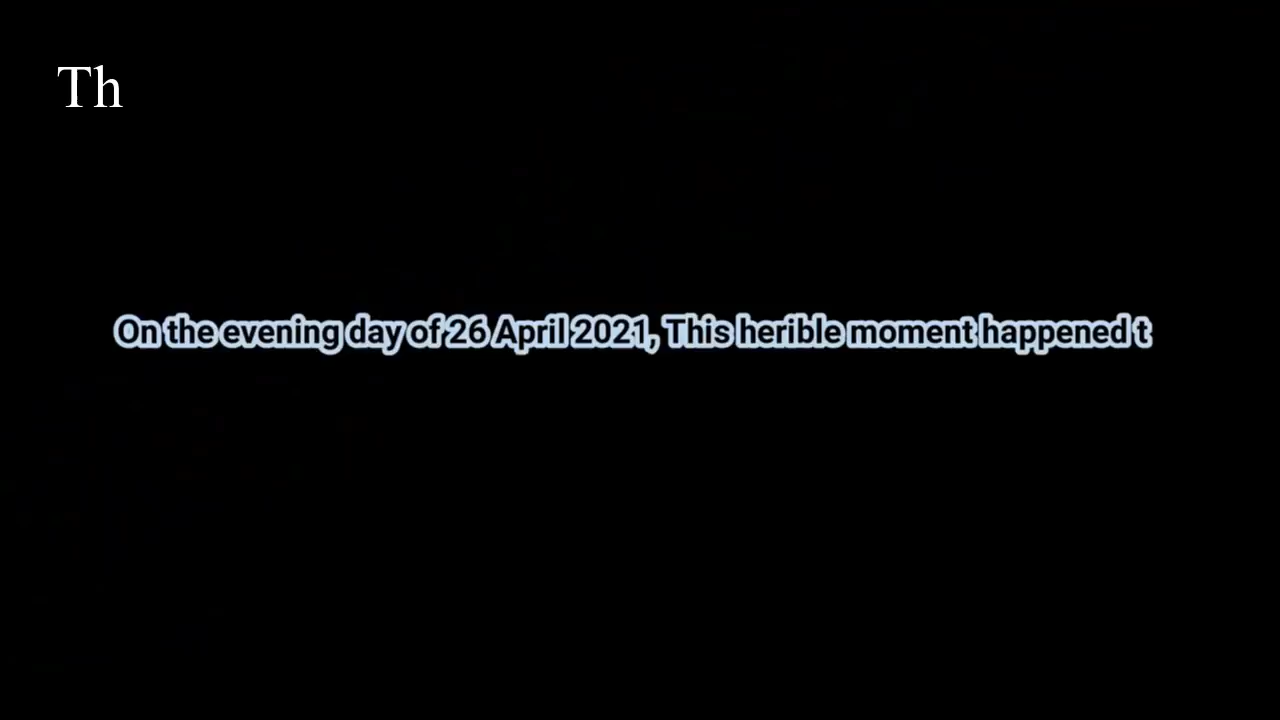 Th
On the evening day of 26 April 2021, This herible moment happened t